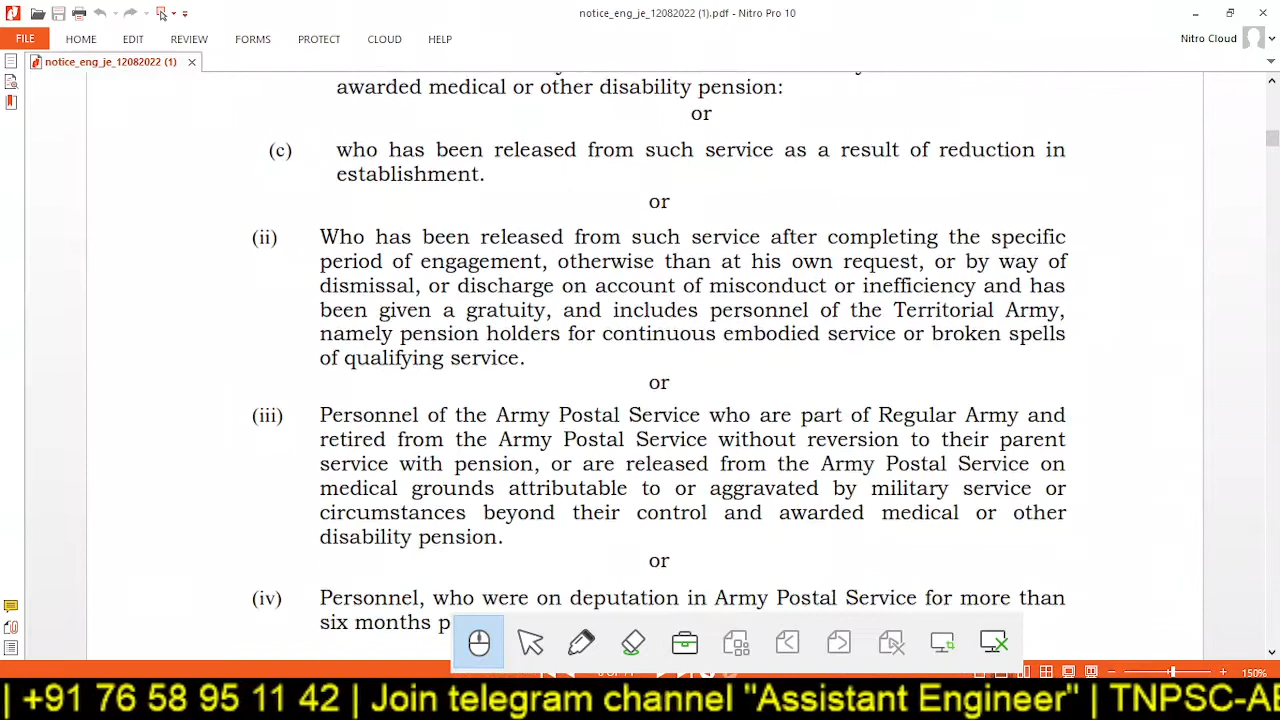 notice_eng_je_12082022 (1).pdf - Nitro Pro 10
FILE HOME EDIT REVIEW FORMS PROTECT CLOUD HELP Nitro Cloud
notice_eng_je_12082022 (1)
awarded medical or other disability pension:
or
(c) who has been released from such service as a result of reduction in
establishment.
or
(ii) Who has been released from such service after completing the specific
period of engagement, otherwise than at his own request, or by way of
dismissal, or discharge on account of misconduct or inefficiency and has
been given a gratuity, and includes personnel of the Territorial Army,
namely pension holders for continuous embodied service or broken spells
of qualifying service.
or
(iii) Personnel of the Army Postal Service who are part of Regular Army and
retired from the Army Postal Service without reversion to their parent
service with pension, or are released from the Army Postal Service on
medical grounds attributable to or aggravated by military service or
circumstances beyond their control and awarded medical or other
disability pension.
or
(iv) Personnel, who were on deputation in Army Postal Service for more than
six months
150%
| +91 76 58 95 11 42 | Join telegram channel "Assistant Engineer" | TNPSC-AE